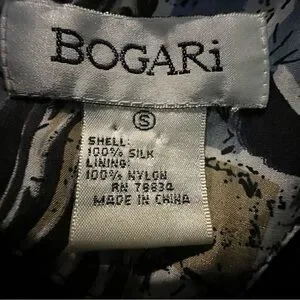 BOGARi
S
SHELL:
100% SILK
LINING:
100% NYLON
RN 78834
MADE IN CHINA